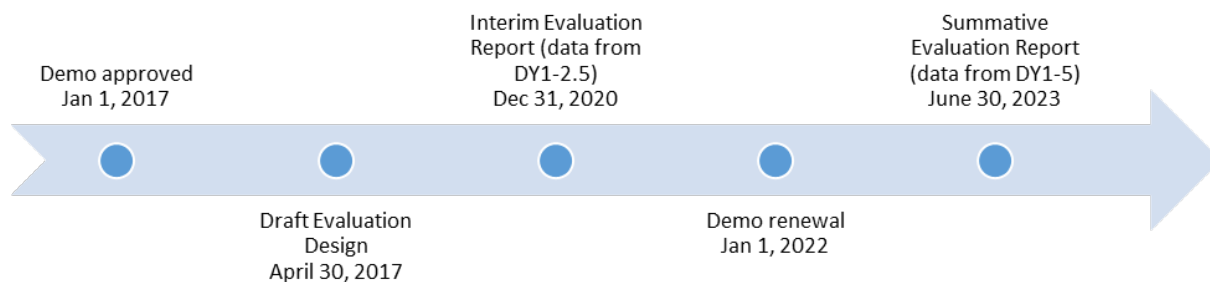 Demo approved
Jan 1, 2017
Draft Evaluation
Design
April 30, 2017
Interim Evaluation
Report (data from
DY1-2.5)
Dec 31, 2020
Demo renewal
Jan 1, 2022
Summative
Evaluation Report
(data from DY1-5)
June 30, 2023